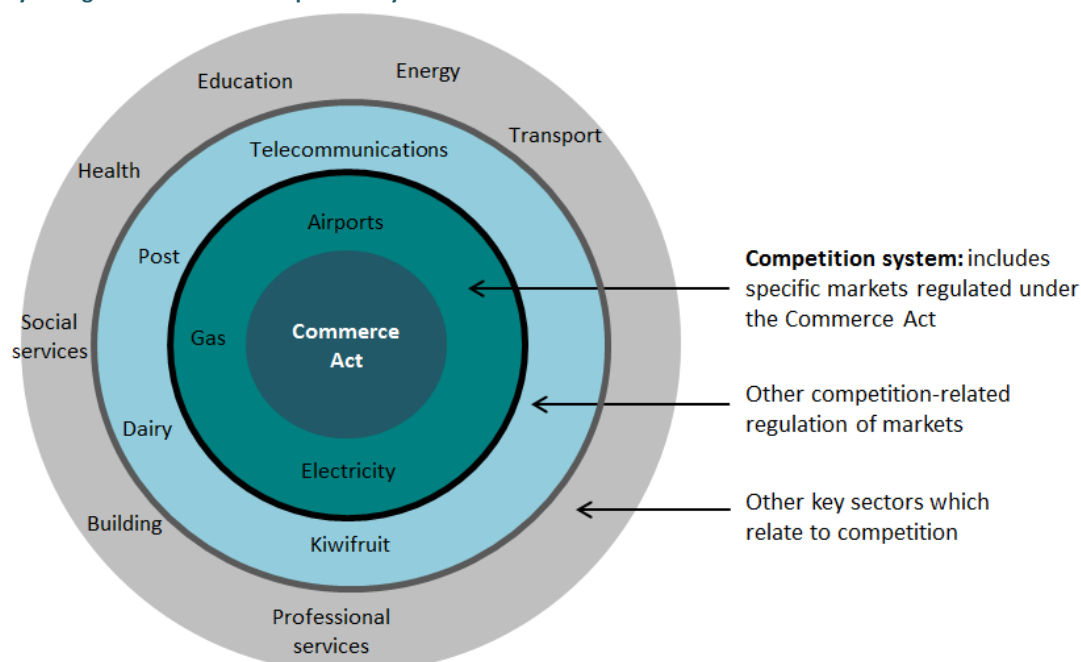 Education
Energy
Transport
Telecommunications
Health
Airports
Post
Competition system: includes
specific markets regulated under
the Commerce Act
Social
services
Gas
Commerce
Act
Other competition-related
regulation of markets
Dairy
Electricity
Building
Kiwifruit
Other key sectors which
relate to competition
Professional
services